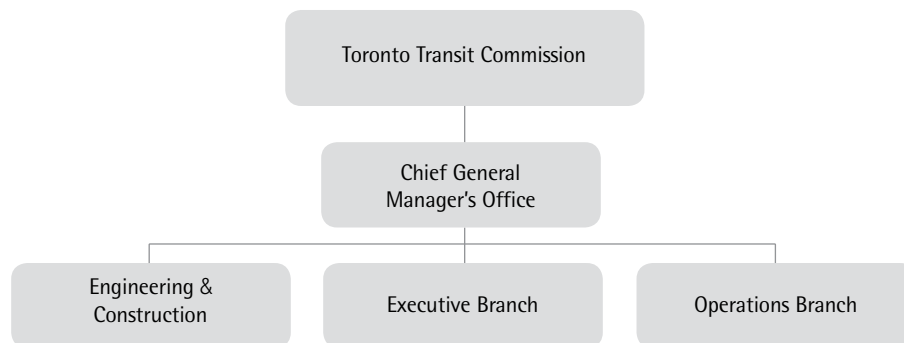 Toronto Transit Commission
Chief General
Manager's Office
Engineering &
Construction
Executive Branch
Operations Branch